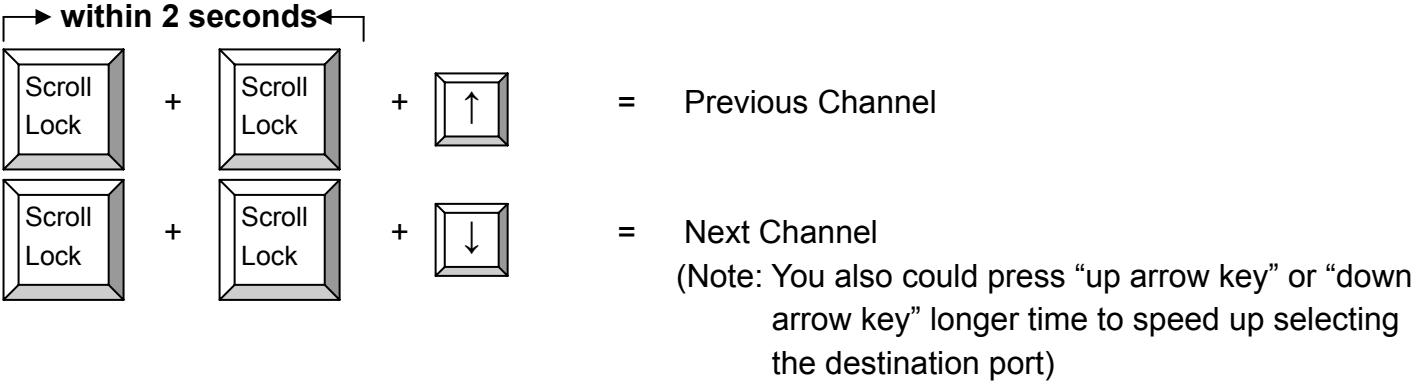 within 2 seconds
Scroll Lock + Scroll Lock + ↑ = Previous Channel
Scroll Lock + Scroll Lock + ↓ = Next Channel
(Note: You also could press “up arrow key” or “down
arrow key” longer time to speed up selecting
the destination port)